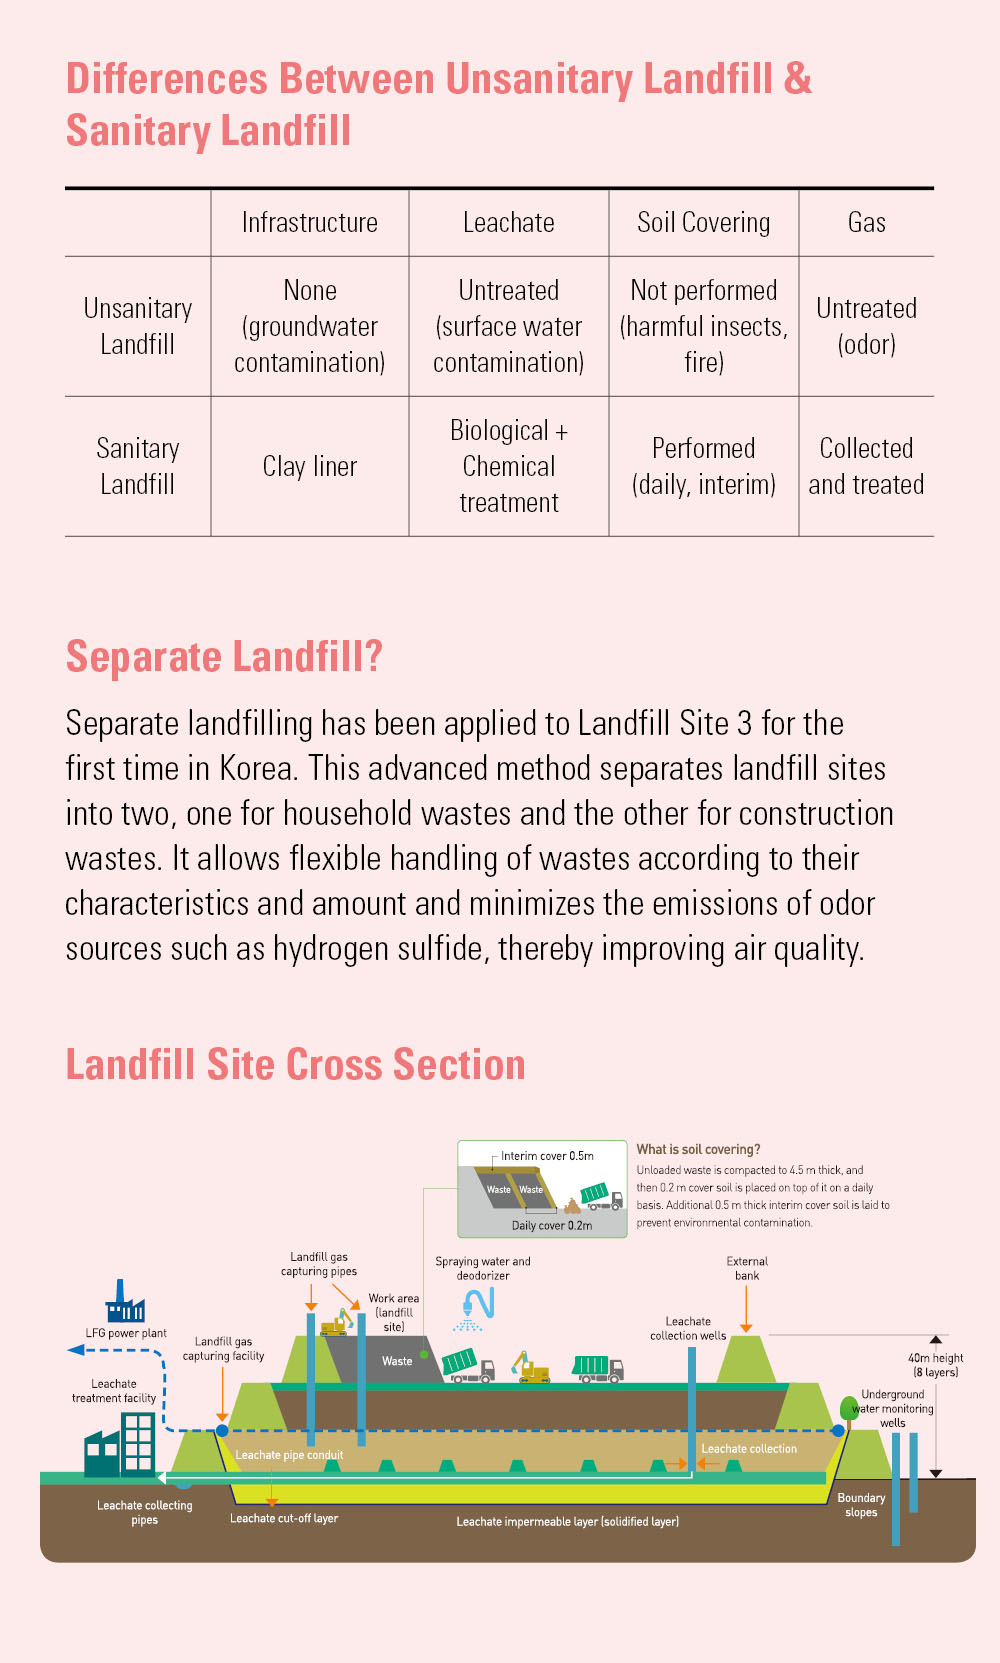 Differences Between Unsanitary Landfill &
Sanitary Landfill
Infrastructure
Leachate
Soil Covering
Gas
Unsanitary
Landfill
None
(groundwater
contamination)
Untreated
(surface water
contamination)
Not performed
(harmful insects,
fire)
Untreated
(odor)
Sanitary
Landfill
Clay liner
Biological +
Chemical
treatment
Performed
(daily, interim)
Collected
and treated
Separate Landfill?
Separate landfilling has been applied to Landfill Site 3 for the
first time in Korea. This advanced method separates landfill sites
into two, one for household wastes and the other for construction
wastes. It allows flexible handling of wastes according to their
characteristics and amount and minimizes the emissions of odor
sources such as hydrogen sulfide, thereby improving air quality.
Landfill Site Cross Section
Interim cover 0.5m
Waste
Waste
Daily cover 0.2m
What is soil covering?
Unloaded waste is compacted to 4.5 m thick, and
then 0.2 m cover soil is placed on top of it on a daily
basis. Additional 0.5 m thick interim cover soil is laid to
prevent environmental contamination.
Landfill gas
capturing pipes
Spraying water and
deodorizer
External
bank
Work area
(landfill
site)
LFG power plant
Landfill gas
capturing facility
Leachate
collection wells
Waste
40m height
(8 layers)
Leachate
treatment facility
Underground
water monitoring
wells
Leachate pipe conduit
Leachate collection
Leachate collecting
pipes
Leachate cut-off layer
Leachate impermeable layer (solidified layer)
Boundary
slopes